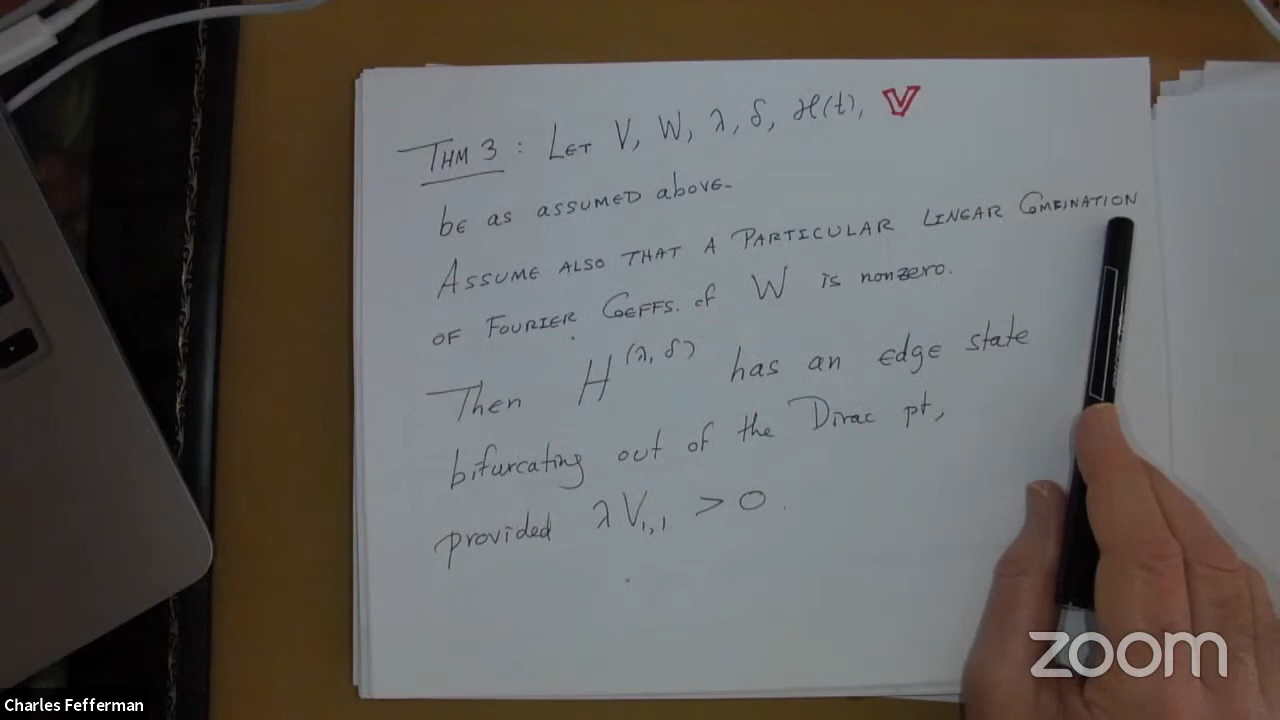 THM 3 : LET V, W, λ, δ, ℋ(t), 𝕍
be as assumed above.
ASSUME ALSO THAT A PARTICULAR LINEAR COMBINATION
OF FOURIER COEFFS. of W is nonzero.
Then H^(λ, δ) has an edge state
bifurcating out of the Dirac pt,
provided λ V₁,₁ > 0.
zoom
Charles Fefferman